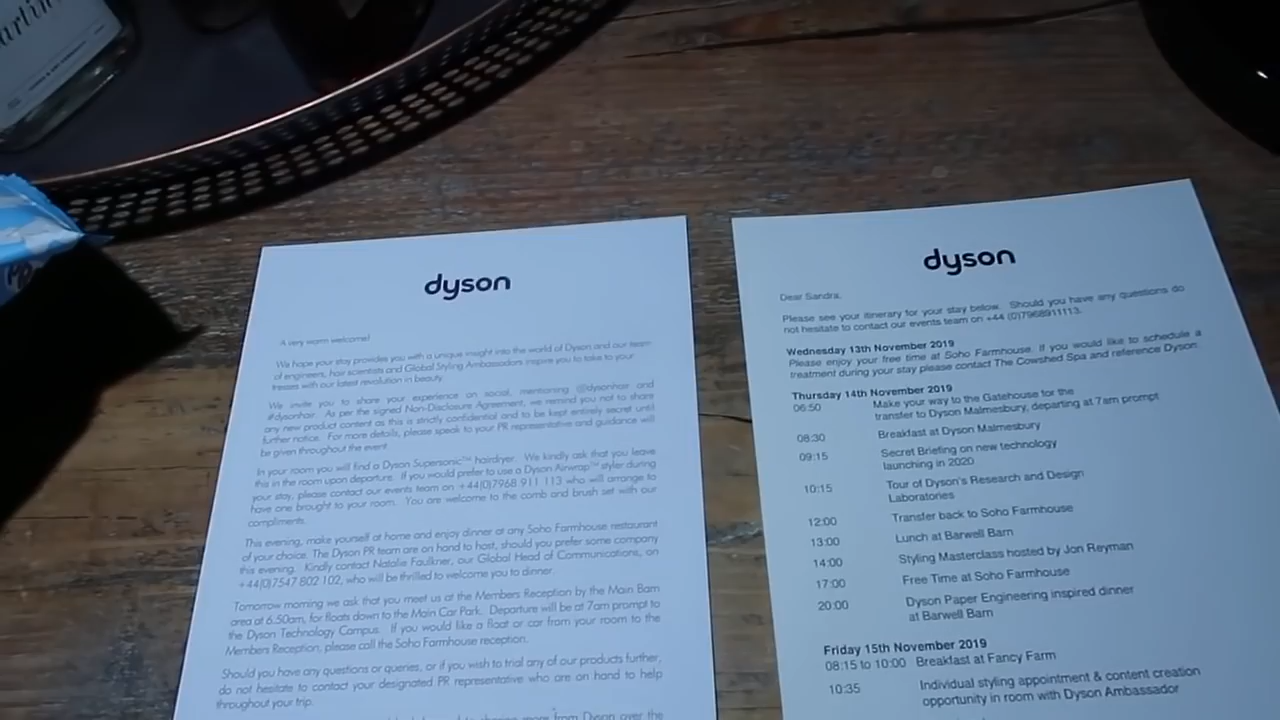 dyson
A very warm welcome!
We hope your stay provides you with a unique insight into the world of Dyson and our team
of engineers, hair scientists and Global Styling Ambassadors inspire you to take to your
tresses with our latest revolution in beauty.
We invite you to share your experience on social, mentioning @dysonhair and
#dysonhair. As per the signed Non-Disclosure Agreement, we remind you not to share
any new product content as this is strictly confidential and to be kept entirely secret until
further notice. For more details, please speak to your PR representative and guidance will
be given throughout the event.
In your room you will find a Dyson Supersonic™ hairdryer. We kindly ask that you leave
this in the room upon departure. If you would prefer to use a Dyson Airwrap™ styler during
your stay, please contact our events team on +44(0)7968 911 113 who will arrange to
have one brought to your room. You are welcome to the comb and brush set with our
compliments.
This evening, make yourself at home and enjoy dinner at any Soho Farmhouse restaurant
of your choice. The Dyson PR team are on hand to host, should you prefer some company
this evening. Kindly contact Natalie Faulkner, our Global Head of Communications, on
+44(0)7547 802 102, who will be thrilled to welcome you to dinner.
Tomorrow morning we ask that you meet us at the Members Reception by the Main Barn
area at 6.50am, for floats down to the Main Car Park. Departure will be at 7am prompt to
the Dyson Technology Campus. If you would like a float or car from your room to the
Members Reception, please call the Soho Farmhouse reception.
Should you have any questions or queries, or if you wish to trial any of our products further,
do not hesitate to contact your designated PR representative who are on hand to help
throughout your trip.
more from Dyson over the
dyson
Dear Sandra,
Please see your itinerary for your stay below. Should you have any questions do
not hesitate to contact our events team on +44 (0)7968911113.
Wednesday 13th November 2019
Please enjoy your free time at Soho Farmhouse. If you would like to schedule a
treatment during your stay please contact The Cowshed Spa and reference Dyson.
Thursday 14th November 2019
06:50 Make your way to the Gatehouse for the
transfer to Dyson Malmesbury, departing at 7am prompt
08:30 Breakfast at Dyson Malmesbury
09:15 Secret Briefing on new technology
launching in 2020
10:15 Tour of Dyson's Research and Design
Laboratories
12:00 Transfer back to Soho Farmhouse
13:00 Lunch at Barwell Barn
14:00 Styling Masterclass hosted by Jon Reyman
17:00 Free Time at Soho Farmhouse
20:00 Dyson Paper Engineering inspired dinner
at Barwell Barn
Friday 15th November 2019
08:15 to 10:00 Breakfast at Fancy Farm
10:35 Individual styling appointment & content creation
opportunity in room with Dyson Ambassador